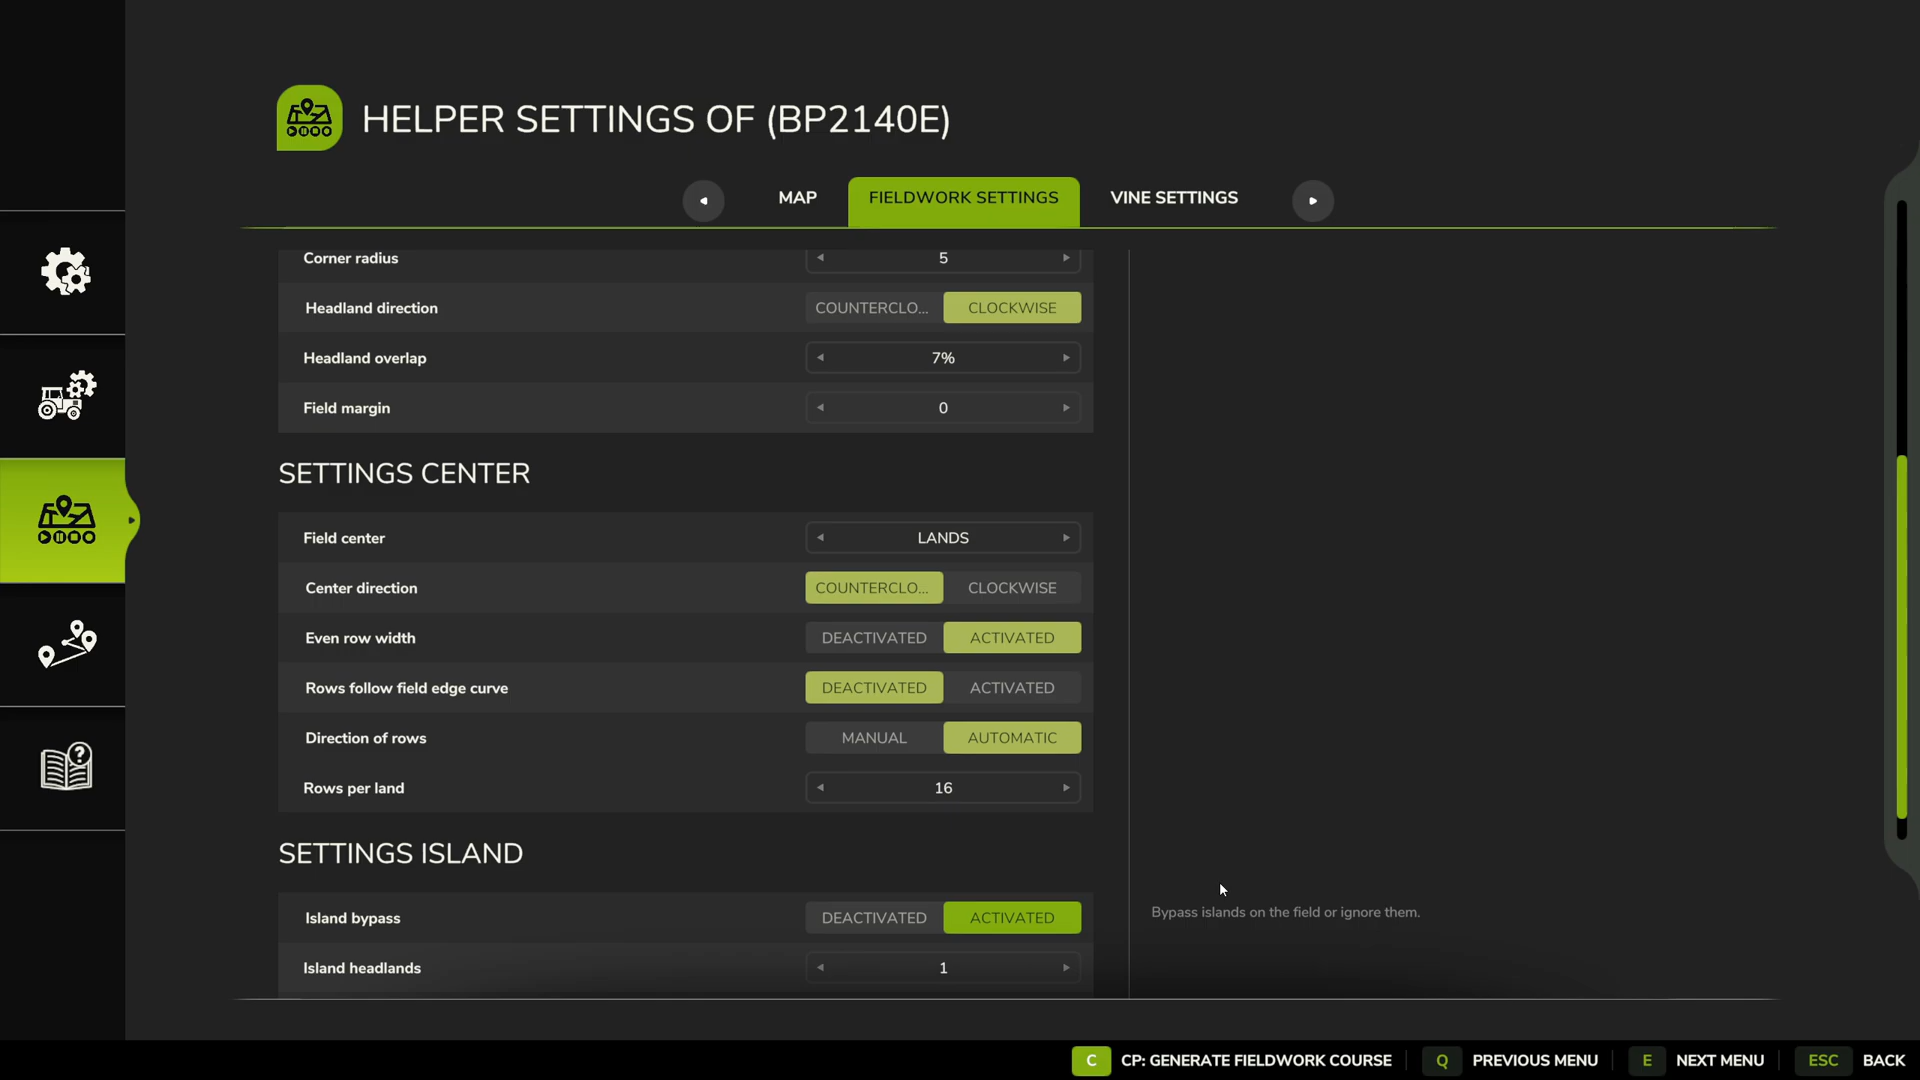 HELPER SETTINGS OF (BP2140E)
MAP
FIELDWORK SETTINGS
VINE SETTINGS
Corner radius
5
Headland direction
COUNTERCLO...
CLOCKWISE
Headland overlap
7%
Field margin
0
SETTINGS CENTER
Field center
LANDS
Center direction
COUNTERCLO...
CLOCKWISE
Even row width
DEACTIVATED
ACTIVATED
Rows follow field edge curve
DEACTIVATED
ACTIVATED
Direction of rows
MANUAL
AUTOMATIC
Rows per land
16
SETTINGS ISLAND
Island bypass
DEACTIVATED
ACTIVATED
Bypass islands on the field or ignore them.
Island headlands
1
C CP: GENERATE FIELDWORK COURSE
Q PREVIOUS MENU
E NEXT MENU
ESC BACK